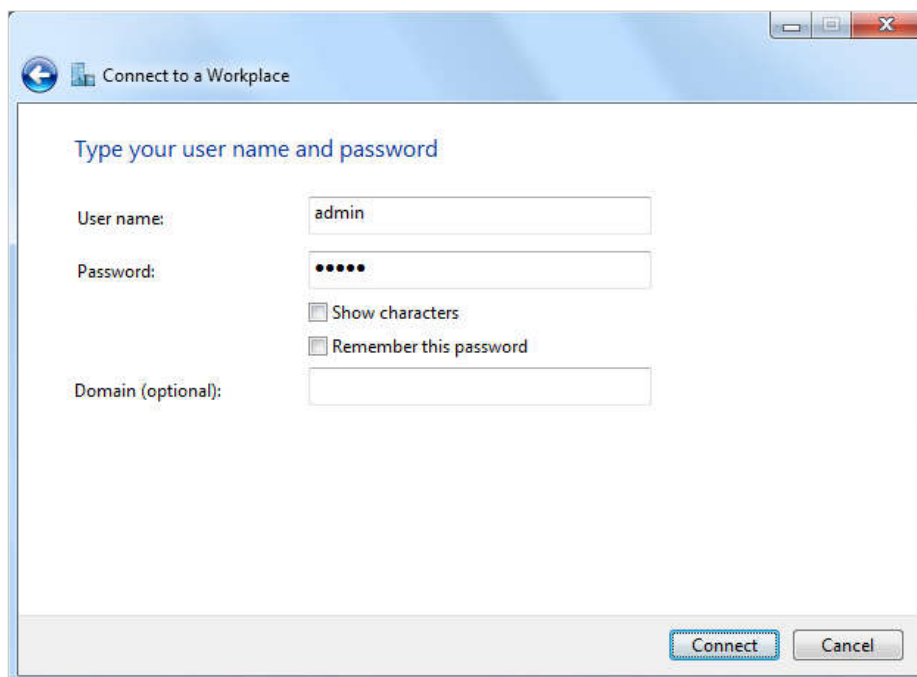 Connect to a Workplace
Type your user name and password
User name:
admin
Password:
•••••
Show characters
Remember this password
Domain (optional):
Connect
Cancel